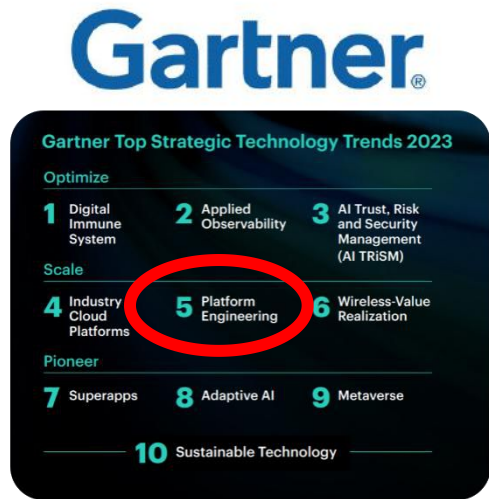 Gartner®
Gartner Top Strategic Technology Trends 2023
Optimize
1 Digital Immune System
2 Applied Observability
3 AI Trust, Risk and Security Management (AI TRiSM)
Scale
4 Industry Cloud Platforms
5 Platform Engineering
6 Wireless-Value Realization
Pioneer
7 Superapps
8 Adaptive AI
9 Metaverse
10 Sustainable Technology